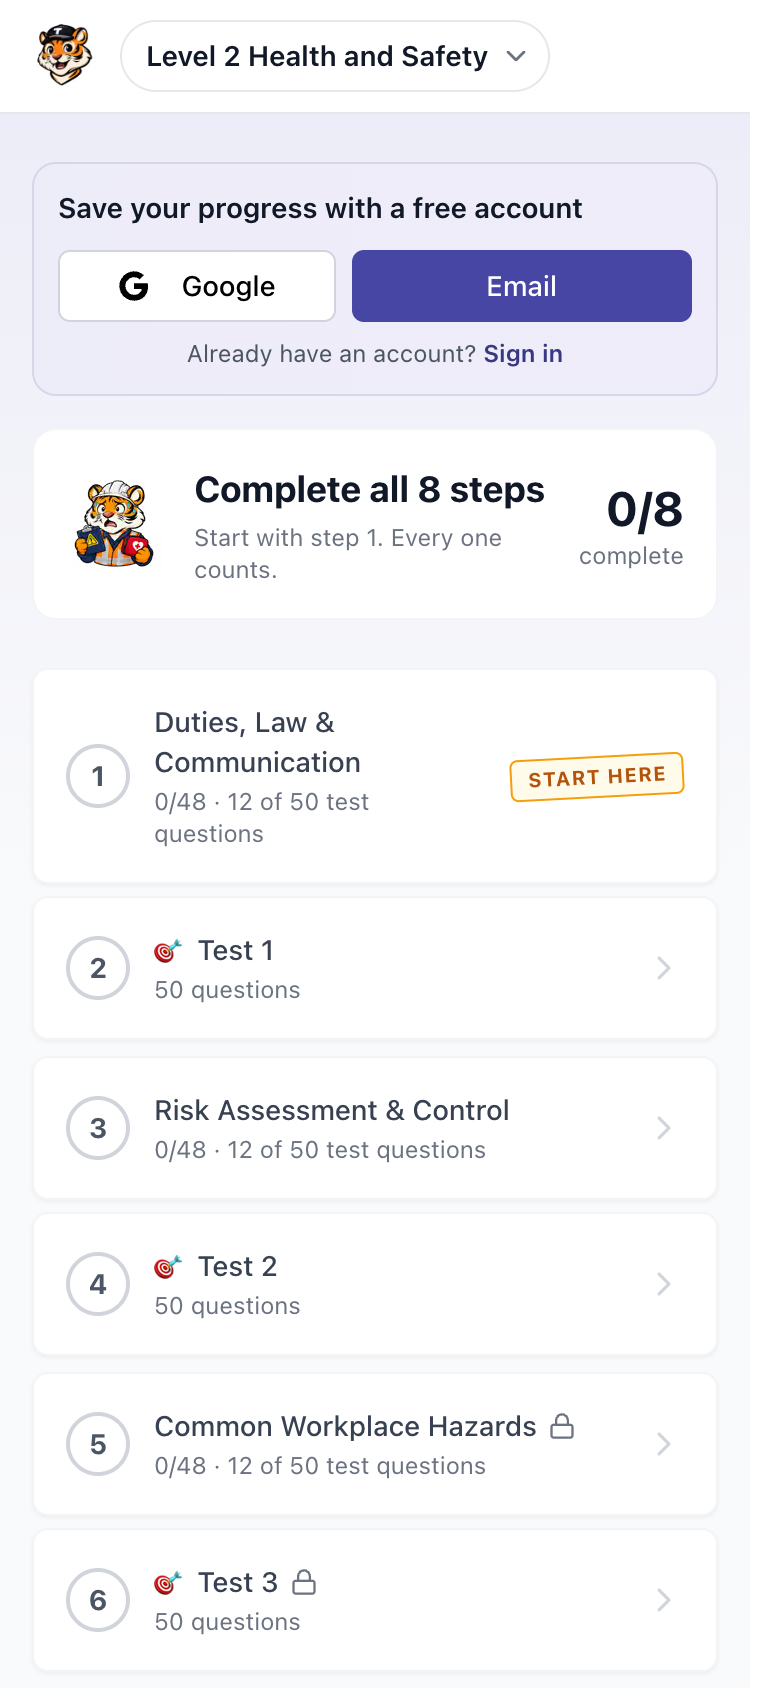 Level 2 Health and Safety
Save your progress with a free account
Google
Email
Already have an account? Sign in
Complete all 8 steps
Start with step 1. Every one
counts.
0/8
complete
1
Duties, Law &
Communication
0/48 · 12 of 50 test
questions
START HERE
2
Test 1
50 questions
3
Risk Assessment & Control
0/48 · 12 of 50 test questions
4
Test 2
50 questions
5
Common Workplace Hazards
0/48 · 12 of 50 test questions
6
Test 3
50 questions